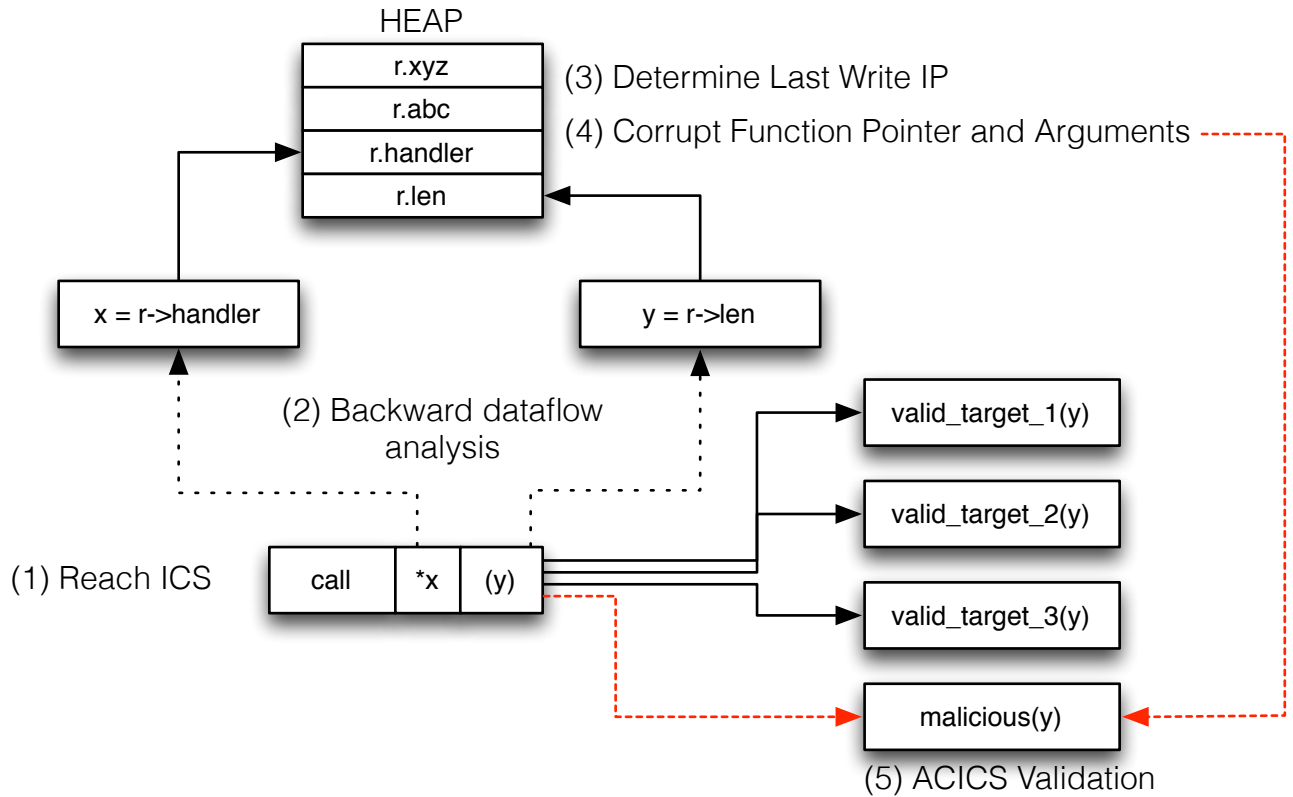 HEAP
r.xyz
(3) Determine Last Write IP
r.abc
(4) Corrupt Function Pointer and Arguments
r.handler
r.len
x = r->handler
y = r->len
(2) Backward dataflow
analysis
valid_target_1(y)
valid_target_2(y)
(1) Reach ICS
call
*x
(y)
valid_target_3(y)
malicious(y)
(5) ACICS Validation